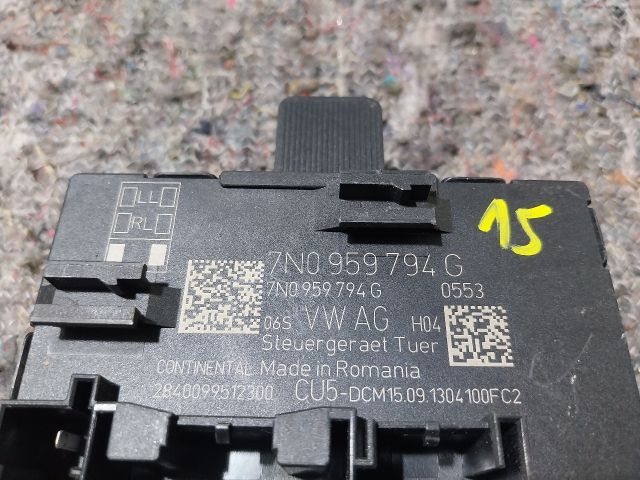 LL
RL
15
7N0 959 794 G
7N0 959 794 G 0553
06S VW AG H04
Steuergeraet Tuer
CONTINENTAL Made in Romania
2840099512300 CU5-DCM15.09.1304100FC2